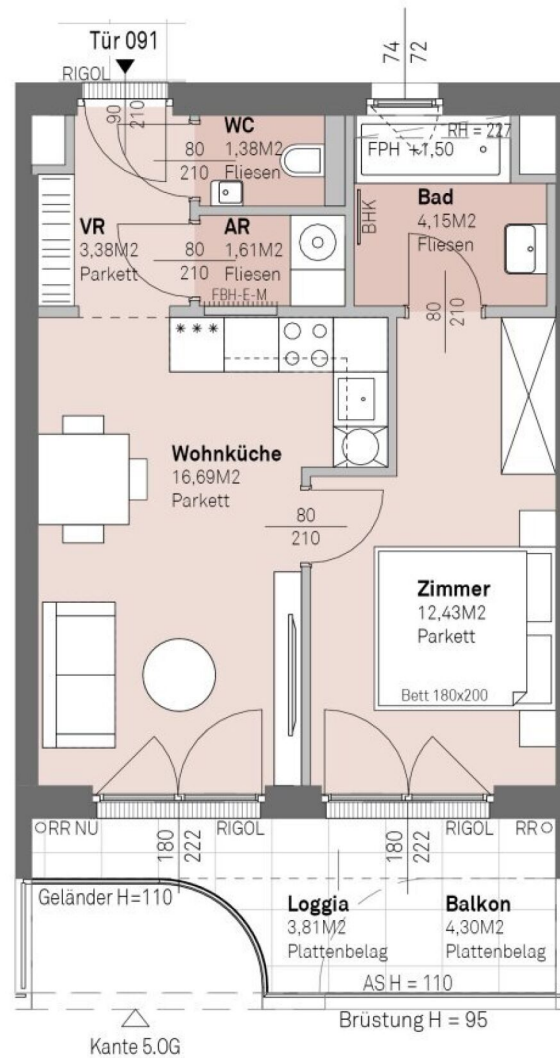 Tür 091
74
72
RIGOL
90
210
WC
1,38M2
Fliesen
80
210
RH = 227
FPH +1,50
Bad
4,15M2
Fliesen
BHK
VR
3,38M2
Parkett
AR
1,61M2
Fliesen
80
210
FBH-E-M
80
210
***
Wohnküche
16,69M2
Parkett
80
210
Zimmer
12,43M2
Parkett
Bett 180x200
RR NU
180
222
RIGOL
180
222
RIGOL
RR
Geländer H=110
Loggia
3,81M2
Plattenbelag
Balkon
4,30M2
Plattenbelag
AS H = 110
Brüstung H = 95
Kante 5.OG